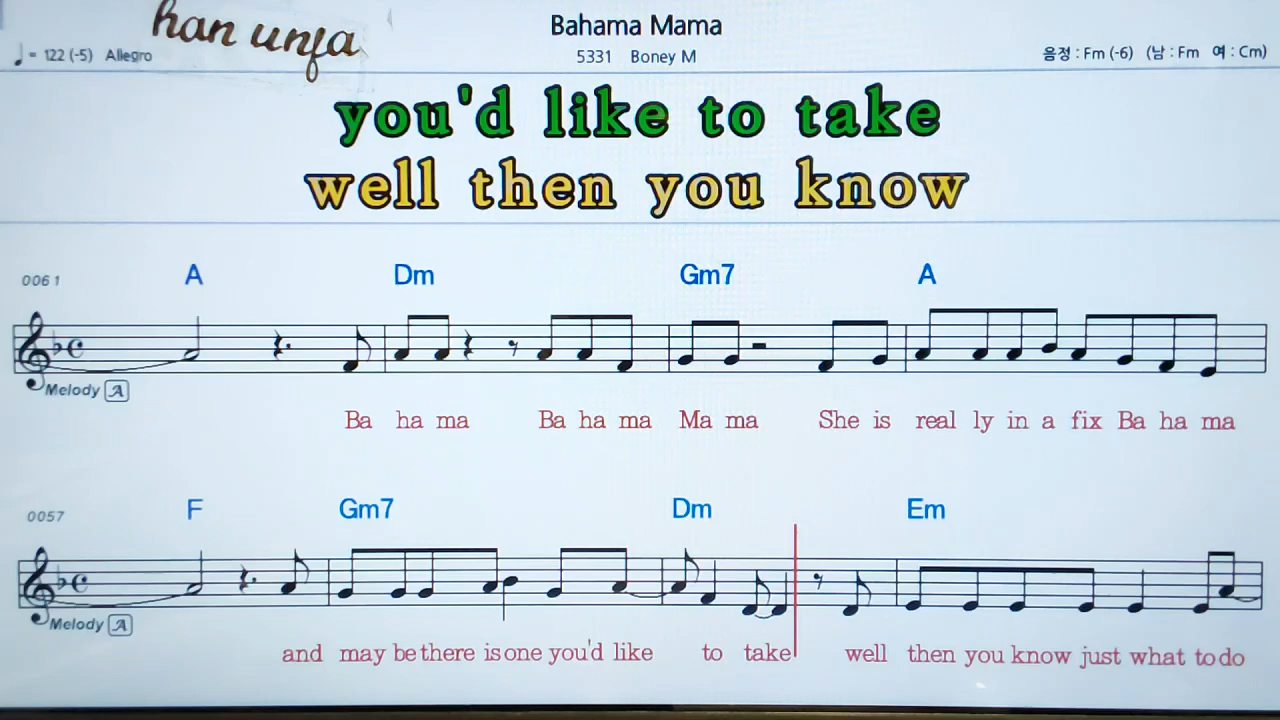 han unja
Bahama Mama
♩= 122 (-5) Allegro
5331 Boney M
음정 : Fm (-6) (남 : Fm 여 : Cm)
you'd like to take
well then you know
0061 A Dm Gm7 A
Melody A
Ba ha ma Ba ha ma Ma ma She is real ly in a fix Ba ha ma
0057 F Gm7 Dm Em
Melody A
and may be there is one you'd like to take well then you know just what to do